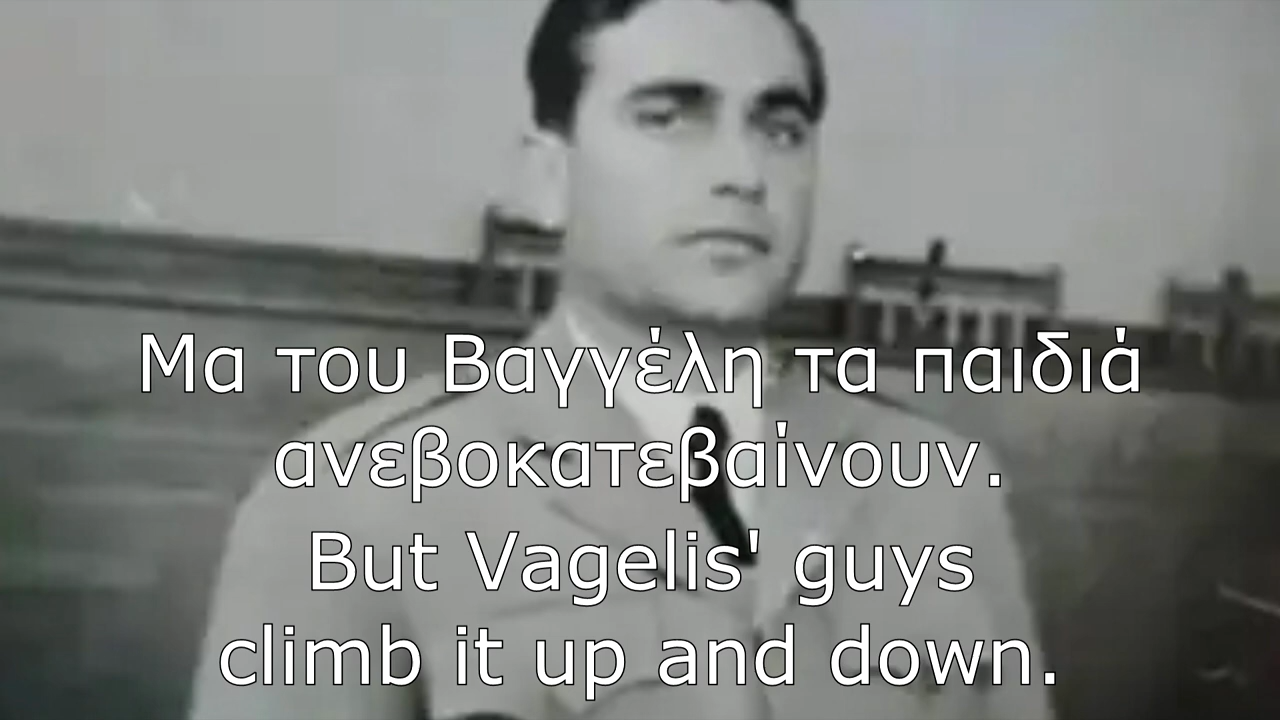 Μα του Βαγγέλη τα παιδιά
ανεβοκατεβαίνουν.
But Vagelis' guys
climb it up and down.